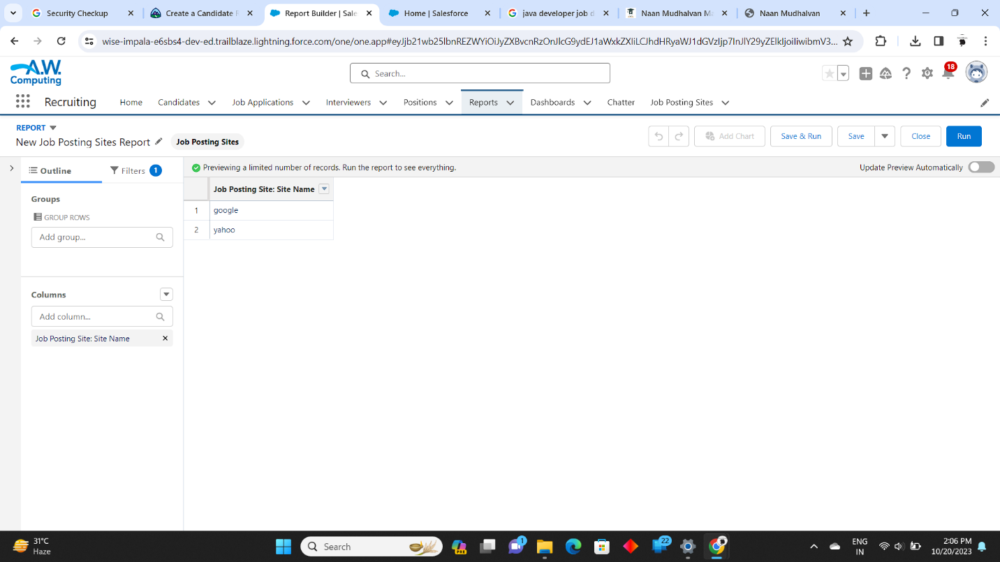 Security Checkup
Create a Candidate R
Report Builder | Sale
Home | Salesforce
java developer job d
Naan Mudhalvan Ma
Naan Mudhalvan
wise-impala-e6sbs4-dev-ed.trailblaze.lightning.force.com/one/one.app#eyJjb21wb25lbnREZWYiOiJyZXBvcnRzOnJlcG9ydEJ1aWxkZXIiLCJhdHRyaWJ1dGVzIjp7InJlY29yZElkIjoiIiwibmV3...
A.W.
Computing
Search...
18
Recruiting
Home
Candidates
Job Applications
Interviewers
Positions
Reports
Dashboards
Chatter
Job Posting Sites
REPORT
New Job Posting Sites Report
Job Posting Sites
Add Chart
Save & Run
Save
Close
Run
Outline
Filters 1
Previewing a limited number of records. Run the report to see everything.
Update Preview Automatically
Groups
GROUP ROWS
Add group...
Columns
Add column...
Job Posting Site: Site Name
Job Posting Site: Site Name
1 google
2 yahoo
31°C
Haze
Search
PRE
1
22
ENG
IN
2:06 PM
10/20/2023